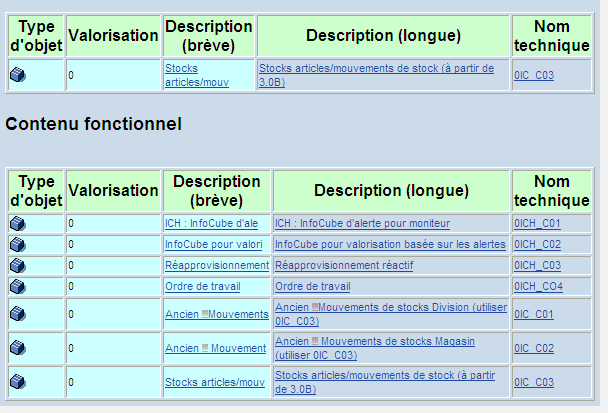 Type d'objet Valorisation Description (brève) Description (longue) Nom technique
0 Stocks articles/mouv Stocks articles/mouvements de stock (à partir de 3.0B) 0IC_C03
Contenu fonctionnel
Type d'objet Valorisation Description (brève) Description (longue) Nom technique
0 ICH : InfoCube d'ale ICH : InfoCube d'alerte pour moniteur 0ICH_C01
0 InfoCube pour valori InfoCube pour valorisation basée sur les alertes 0ICH_C02
0 Réapprovisionnement Réapprovisionnement réactif 0ICH_C03
0 Ordre de travail Ordre de travail 0ICH_CO4
0 Ancien !!!Mouvements Ancien !!!Mouvements de stocks Division (utiliser 0IC_C03) 0IC_C01
0 Ancien !!! Mouvement Ancien !!! Mouvements de stocks Magasin (utiliser 0IC_C03) 0IC_C02
0 Stocks articles/mouv Stocks articles/mouvements de stock (à partir de 3.0B) 0IC_C03